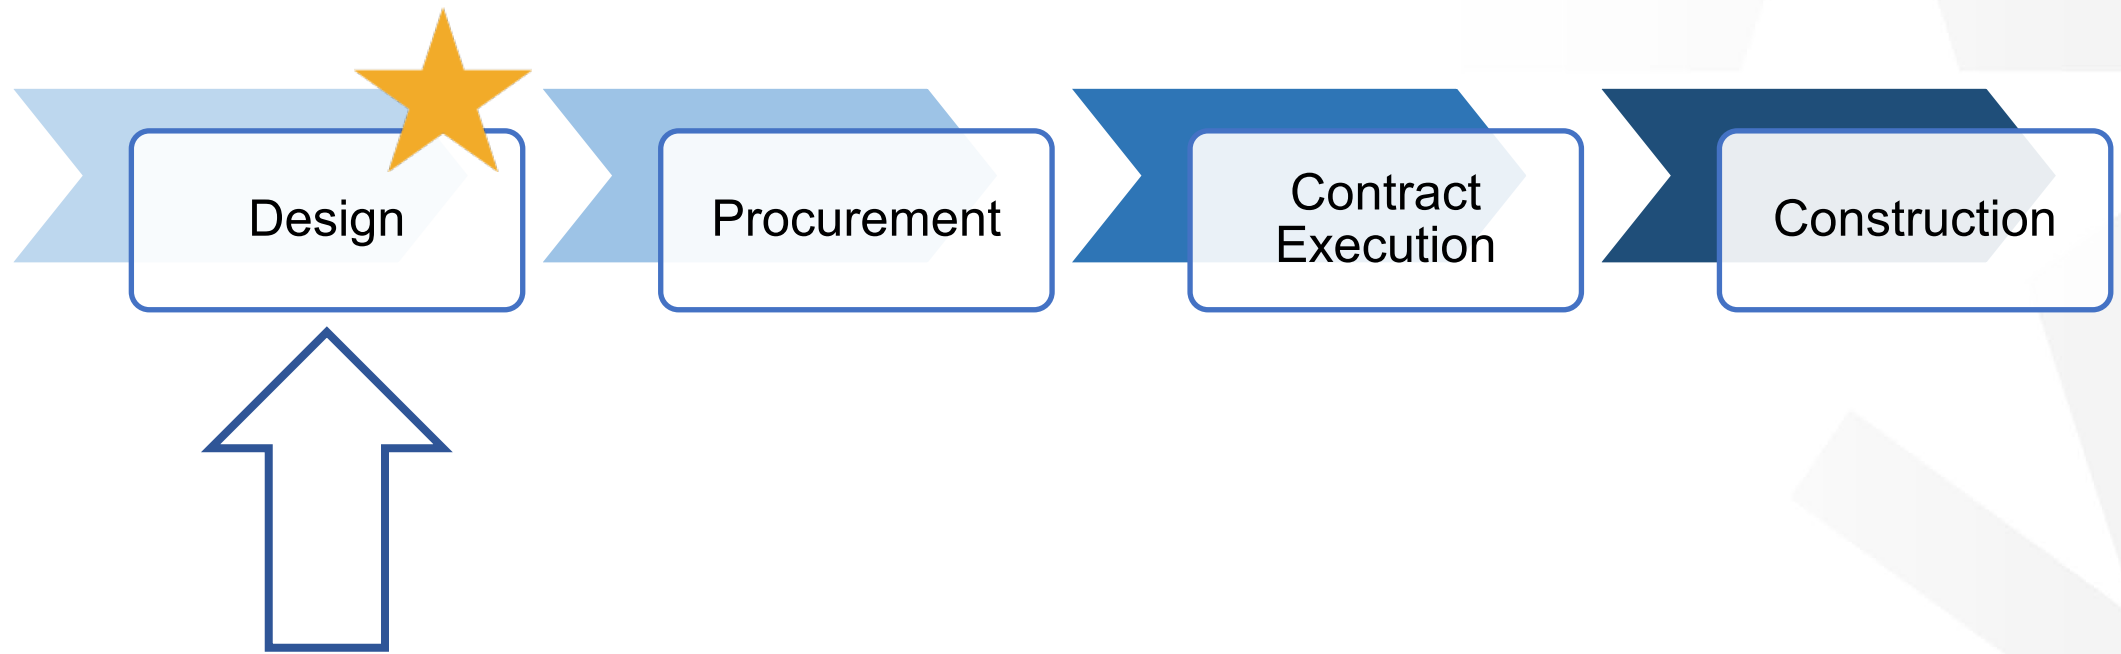 Design
Procurement
Contract
Execution
Construction